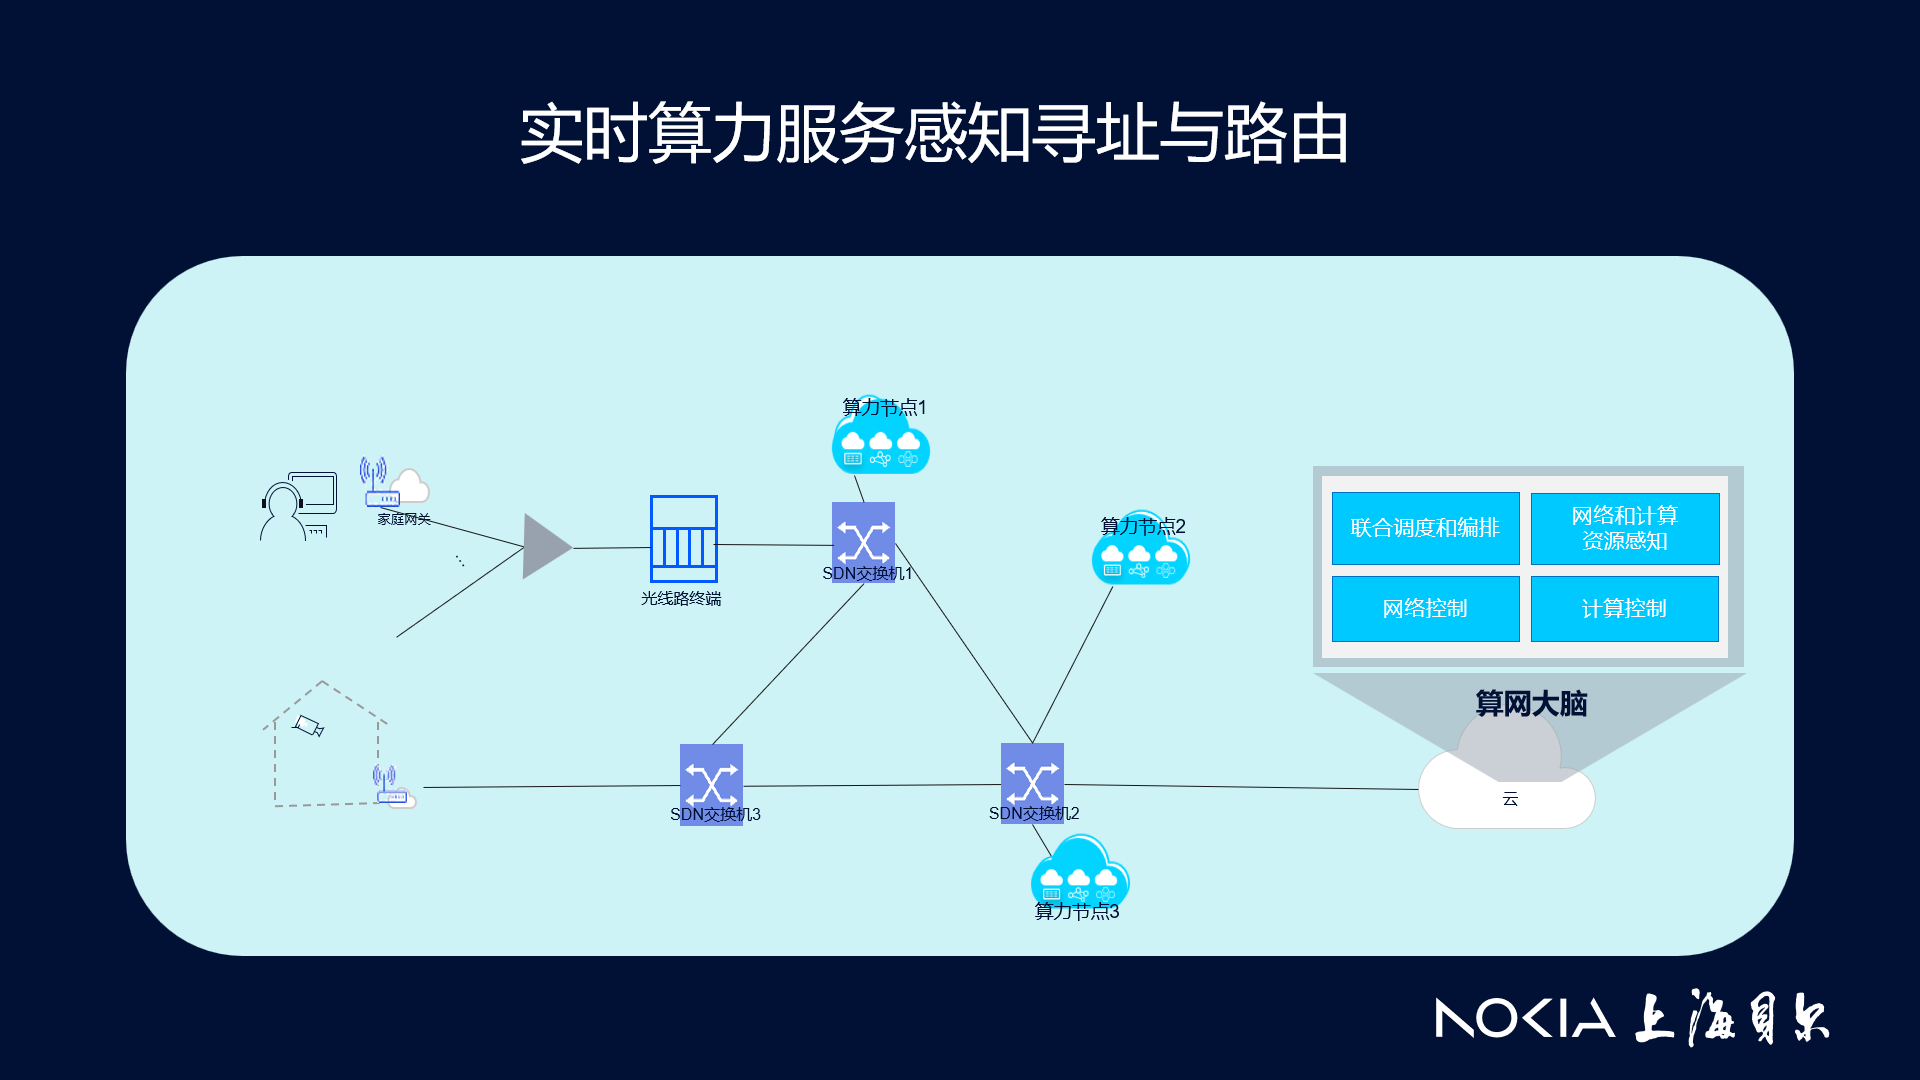 实时算力服务感知寻址与路由
算力节点1
家庭网关
算力节点2
SDN交换机1
光线路终端
联合调度和编排
网络和计算
资源感知
网络控制
计算控制
算网大脑
云
SDN交换机3
SDN交换机2
算力节点3
NOKIA 上海贝尔